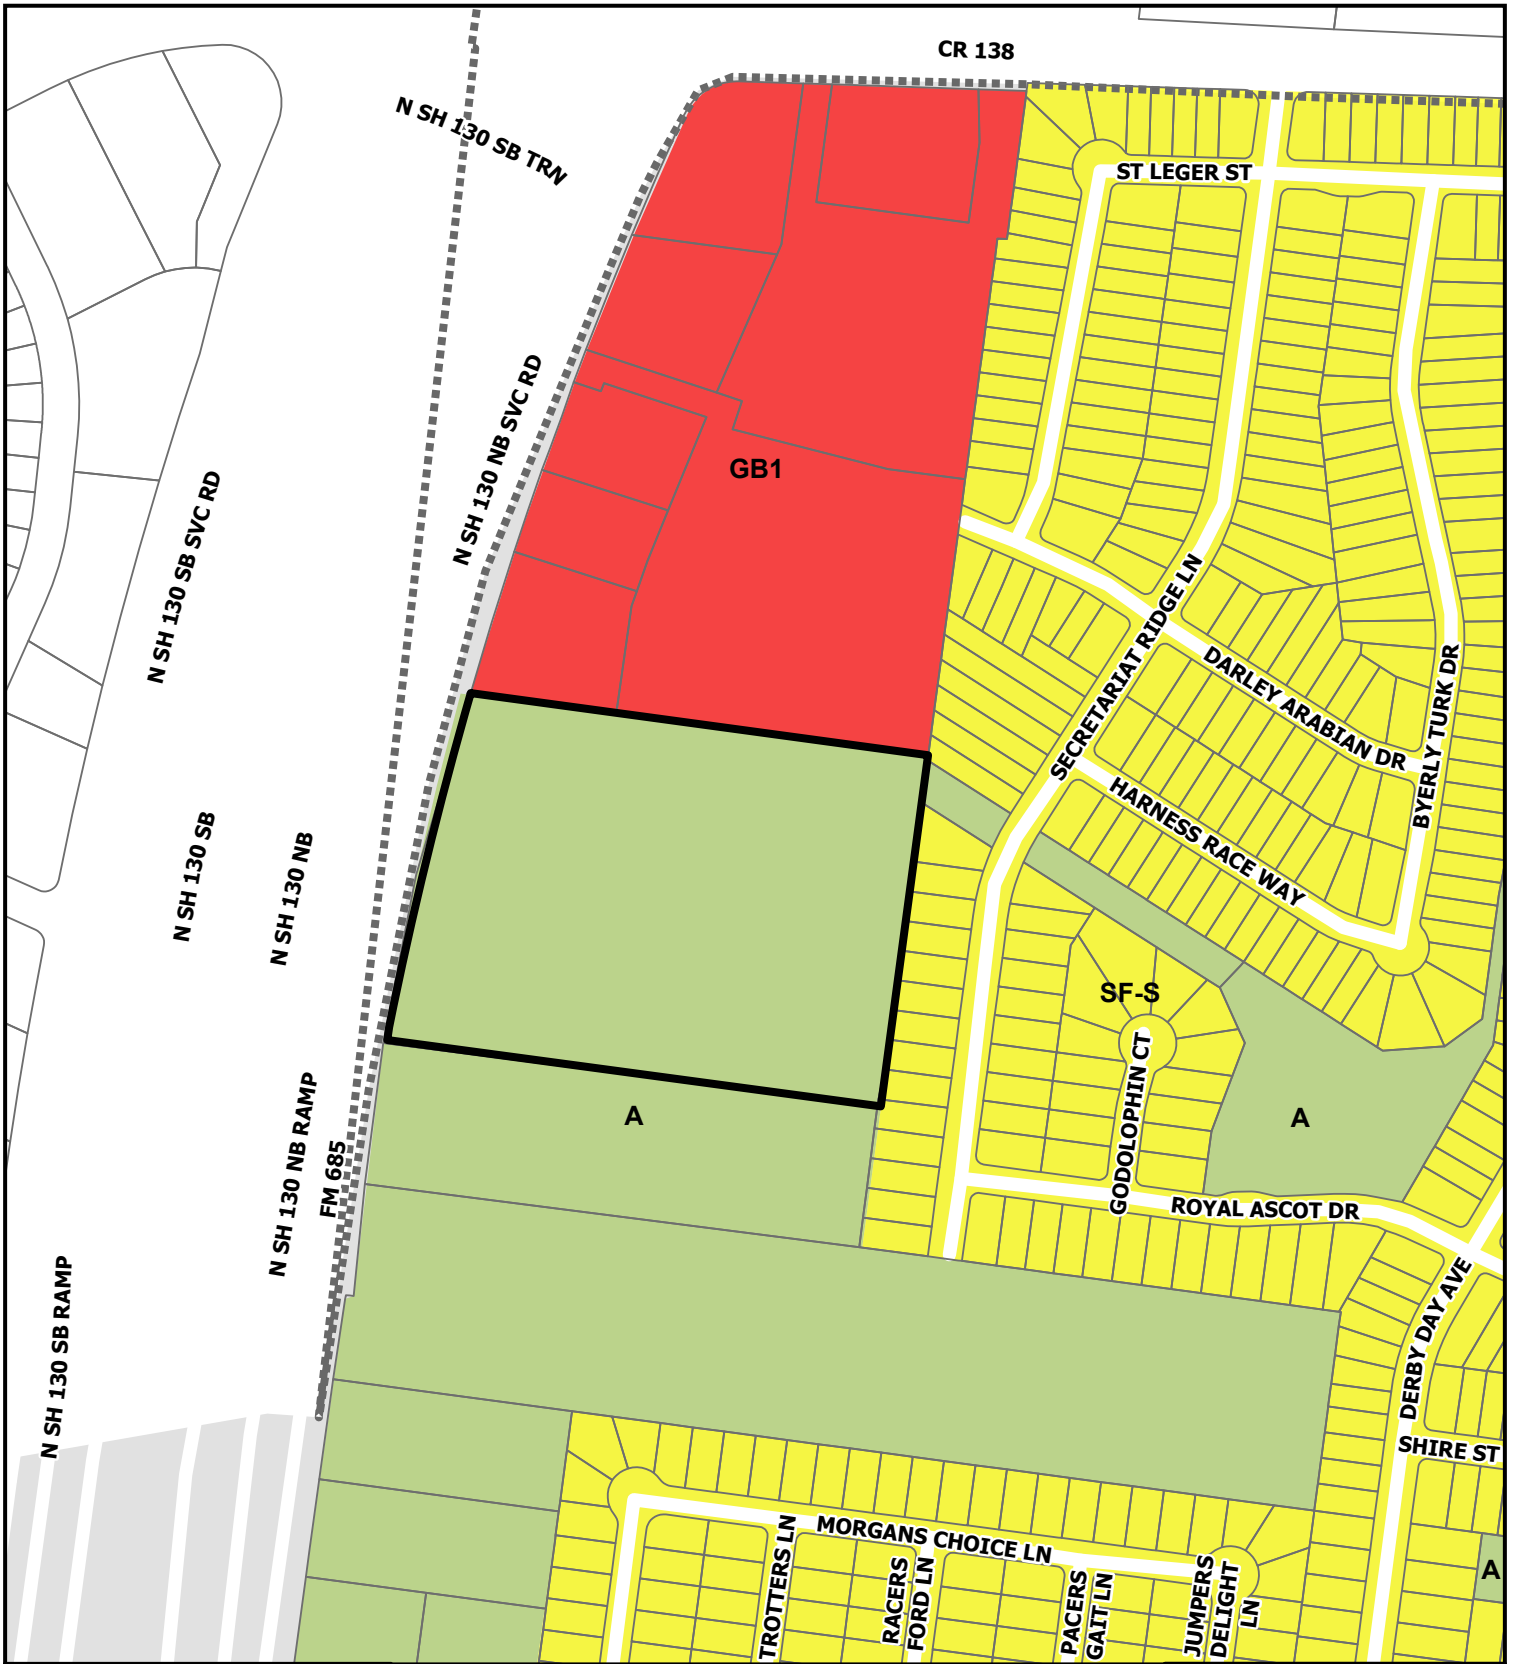 CR 138
N SH 130 SB TRN
ST LEGER ST
N SH 130 NB SVC RD
GB1
N SH 130 SB SVC RD
SECRETARIAT RIDGE LN
DARLEY ARABIAN DR
BYERLY TURK DR
HARNESS RACE WAY
N SH 130 SB
N SH 130 NB
SF-S
GODOLOPHIN CT
A
A
N SH 130 NB RAMP
FM 685
ROYAL ASCOT DR
N SH 130 SB RAMP
DERBY DAY AVE
SHIRE ST
MORGANS CHOICE LN
TROTTERS LN
RACERS
FORD LN
PACERS
GAIT LN
JUMPERS
DELIGHT
LN
A